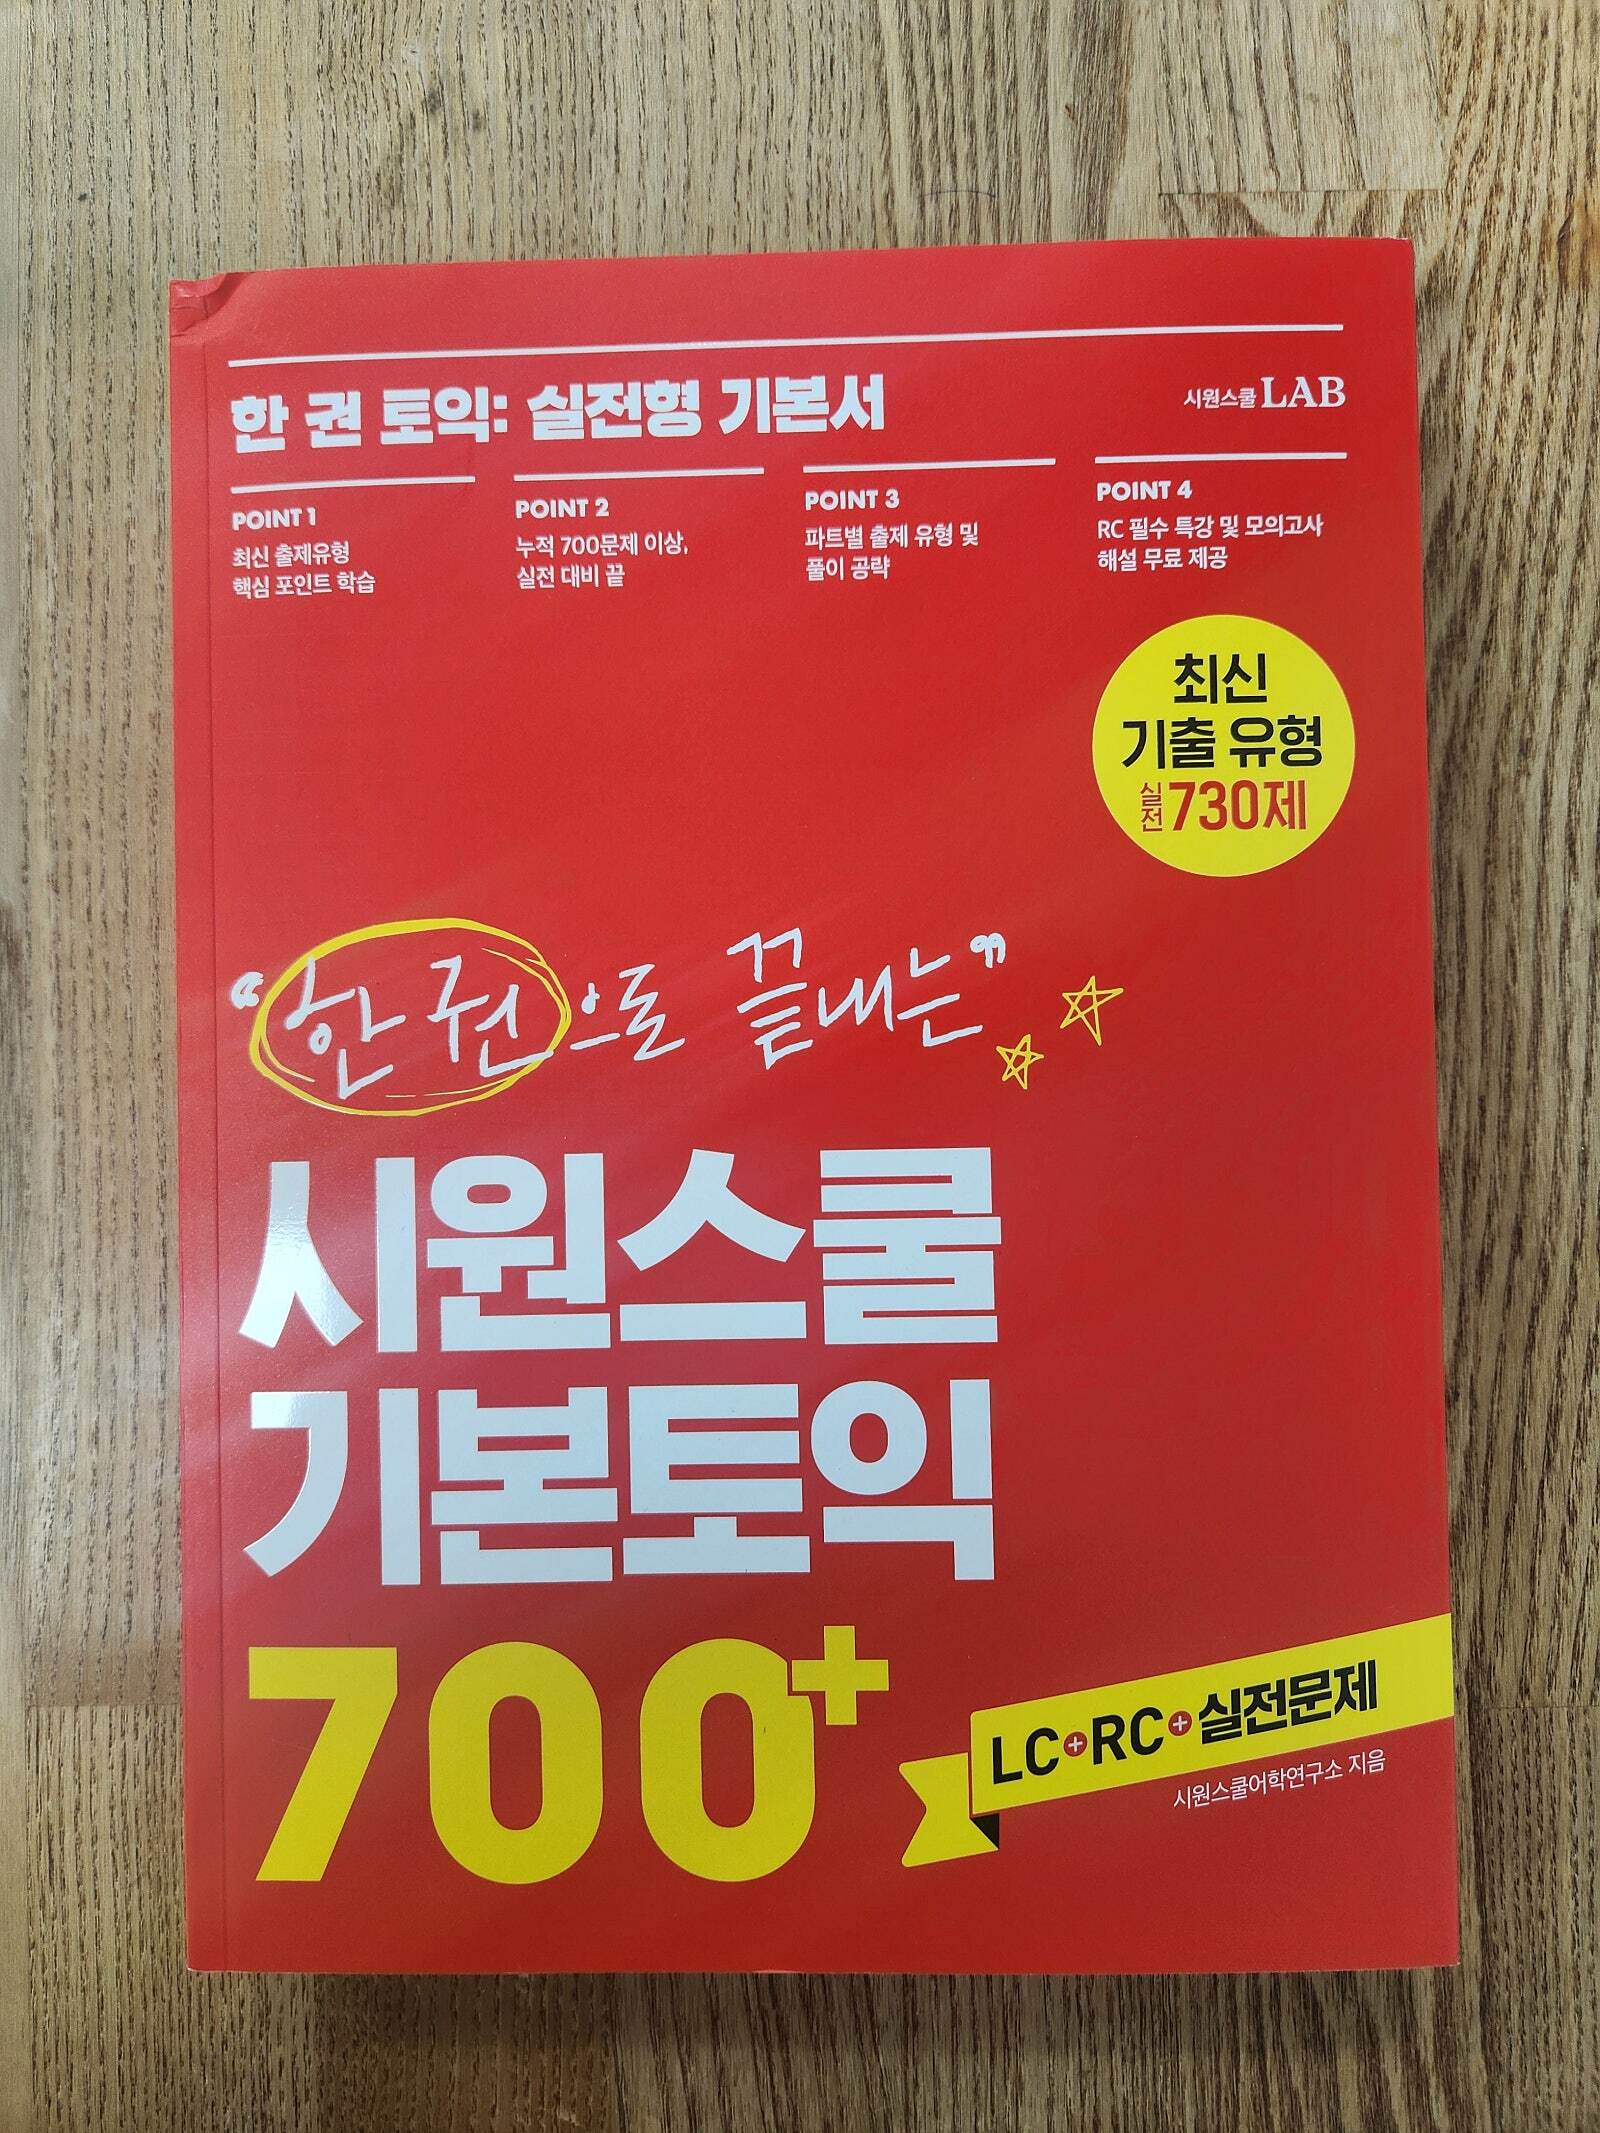 한 권 토익: 실전형 기본서
시원스쿨 LAB
POINT 1
최신 출제유형
핵심 포인트 학습
POINT 2
누적 700문제 이상,
실전 대비 끝
POINT 3
파트별 출제 유형 및
풀이 공략
POINT 4
RC 필수 특강 및 모의고사
해설 무료 제공
최신
기출 유형
실전 730제
"한 권으로 끝내는"
시원스쿨
기본토익
700+
LC+RC+실전문제
시원스쿨어학연구소 지음